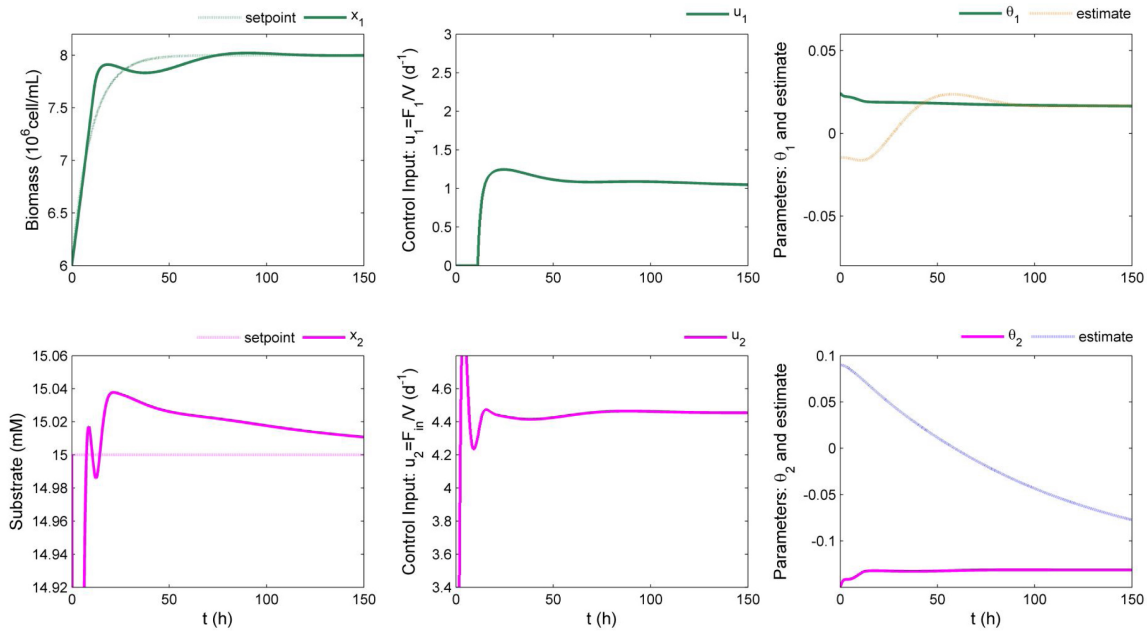 setpoint x₁
8
7.5
7
6.5
6
Biomass (10⁶cell/mL)
0 50 100 150
u₁
3
2.5
2
1.5
1
0.5
0
Control Input: u₁=F₁/V (d⁻¹)
0 50 100 150
θ₁ estimate
0.05
0
-0.05
Parameters: θ₁ and estimate
0 50 100 150
setpoint x₂
15.06
15.04
15.02
15
14.98
14.96
14.94
14.92
Substrate (mM)
0 50 100 150
t (h)
u₂
4.6
4.4
4.2
4
3.8
3.6
3.4
Control Input: u₂=Fᵢₙ/V (d⁻¹)
0 50 100 150
t (h)
θ₂ estimate
0.1
0.05
0
-0.05
-0.1
Parameters: θ₂ and estimate
0 50 100 150
t (h)